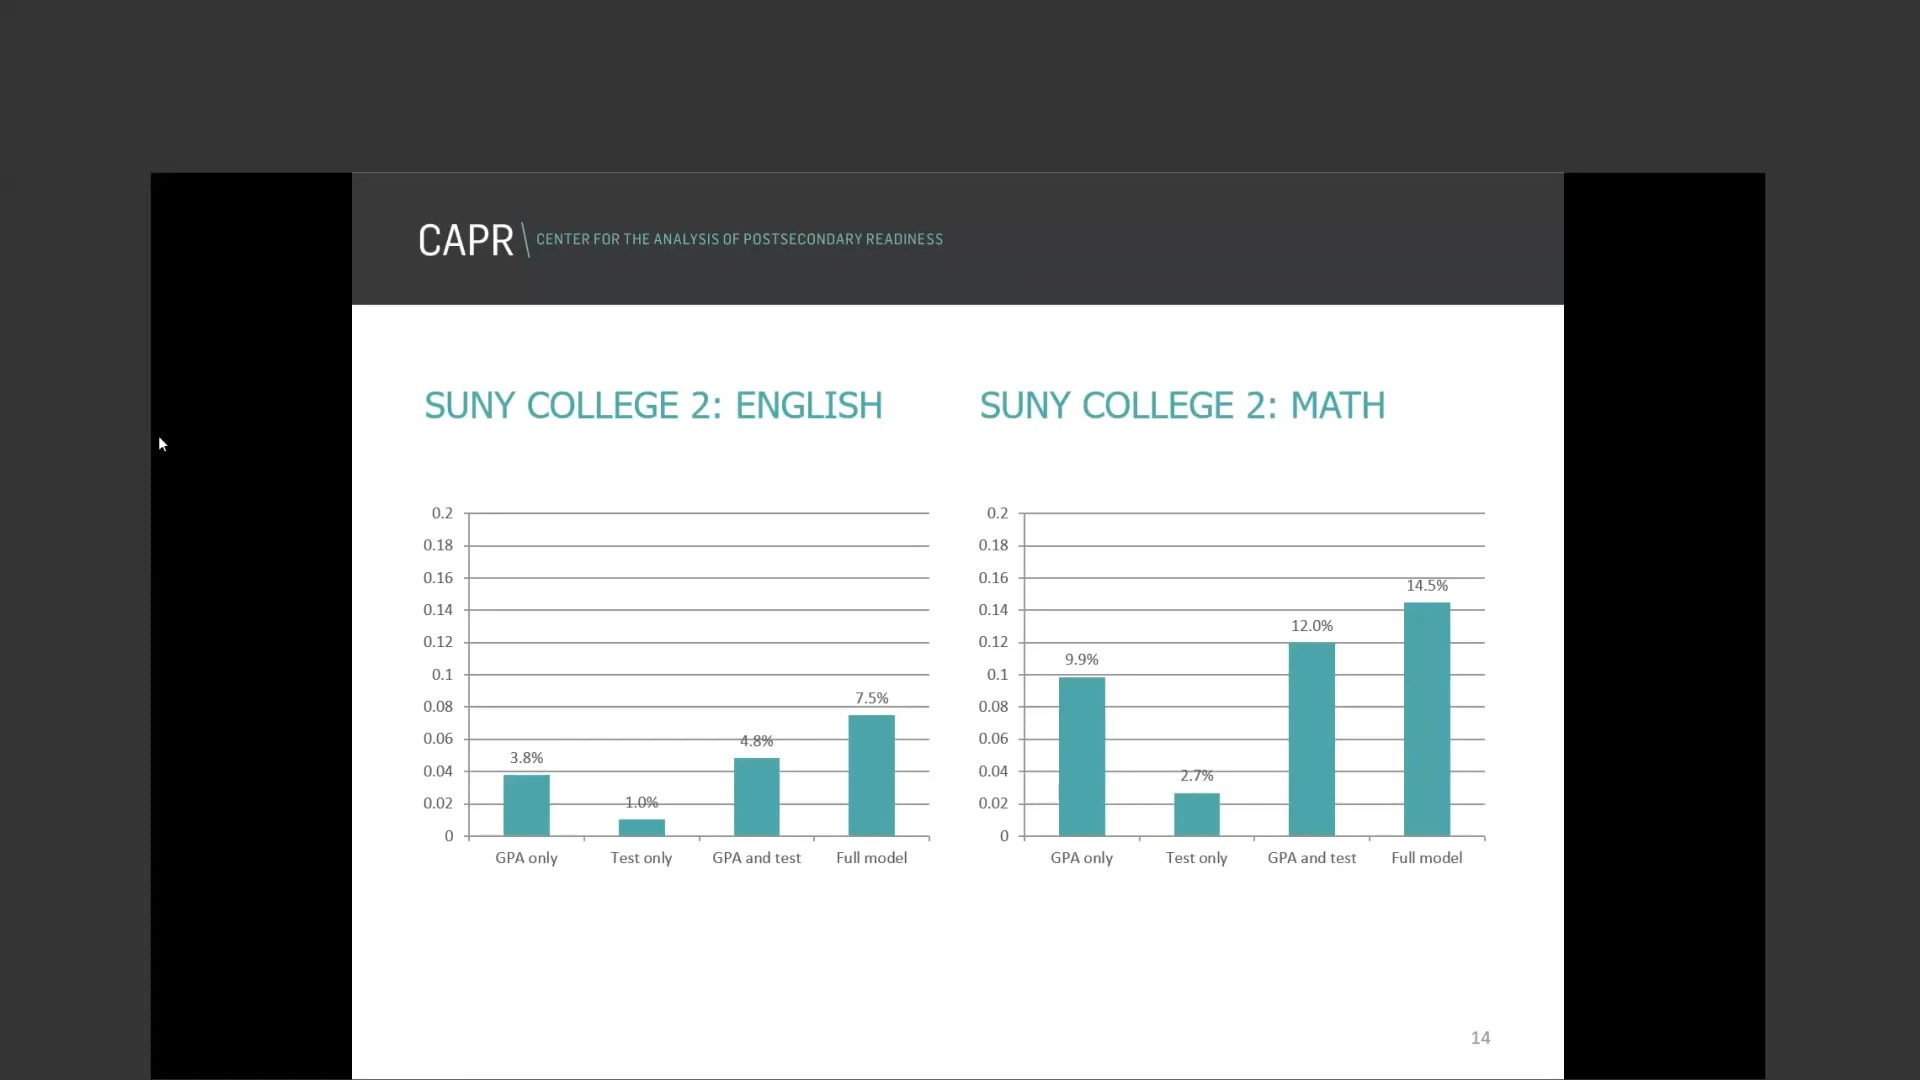 CAPR\ CENTER FOR THE ANALYSIS OF POSTSECONDARY READINESS
SUNY COLLEGE 2: ENGLISH
0.2
0.18
0.16
0.14
0.12
0.1
0.08
0.06
0.04
0.02
0
3.8%
1.0%
4.8%
7.5%
GPA only
Test only
GPA and test
Full model
SUNY COLLEGE 2: MATH
0.2
0.18
0.16
0.14
0.12
0.1
0.08
0.06
0.04
0.02
0
9.9%
2.7%
12.0%
14.5%
GPA only
Test only
GPA and test
Full model
14